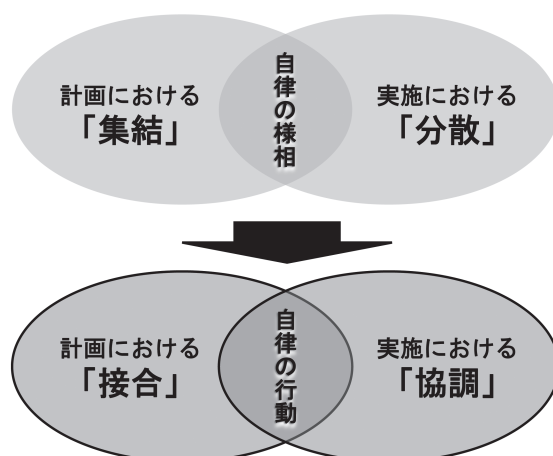 計画における
「集結」
自律の様相
実施における
「分散」
計画における
「接合」
自律の行動
実施における
「協調」